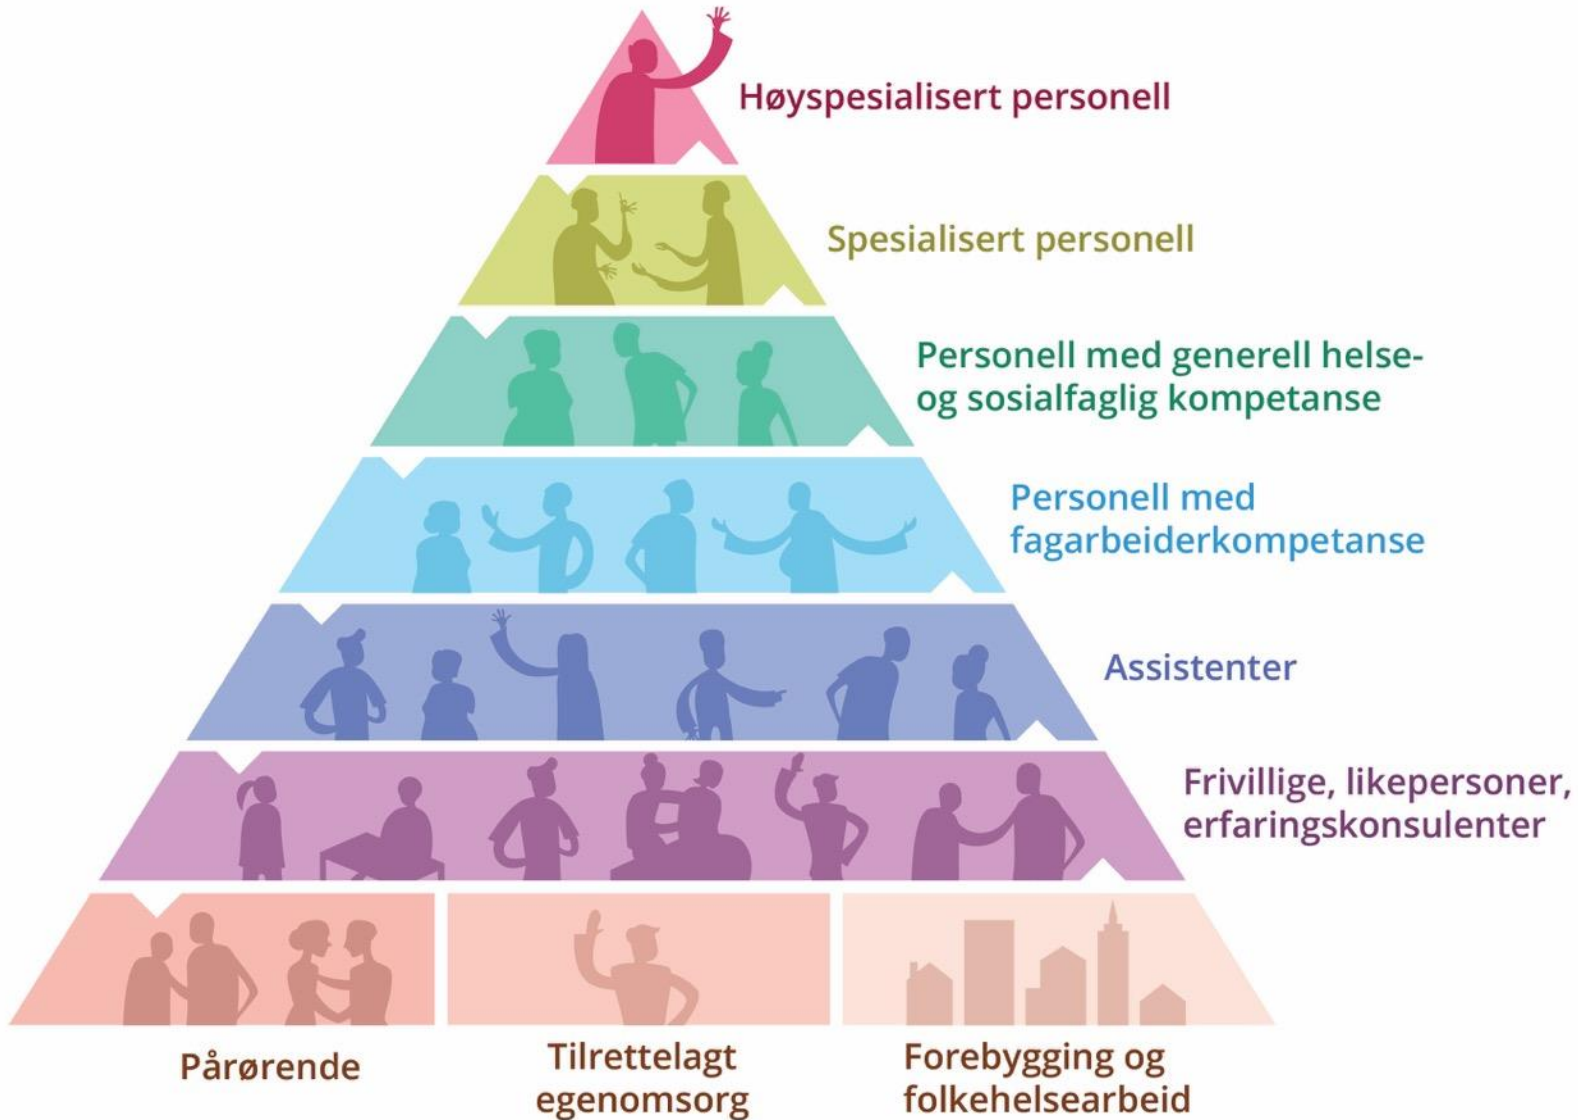 Høyspesialisert personell
Spesialisert personell
Personell med generell helse-
og sosialfaglig kompetanse
Personell med
fagarbeiderkompetanse
Assistenter
Frivillige, likepersoner,
erfaringskonsulenter
Pårørende
Tilrettelagt
egenomsorg
Forebygging og
folkehelsearbeid